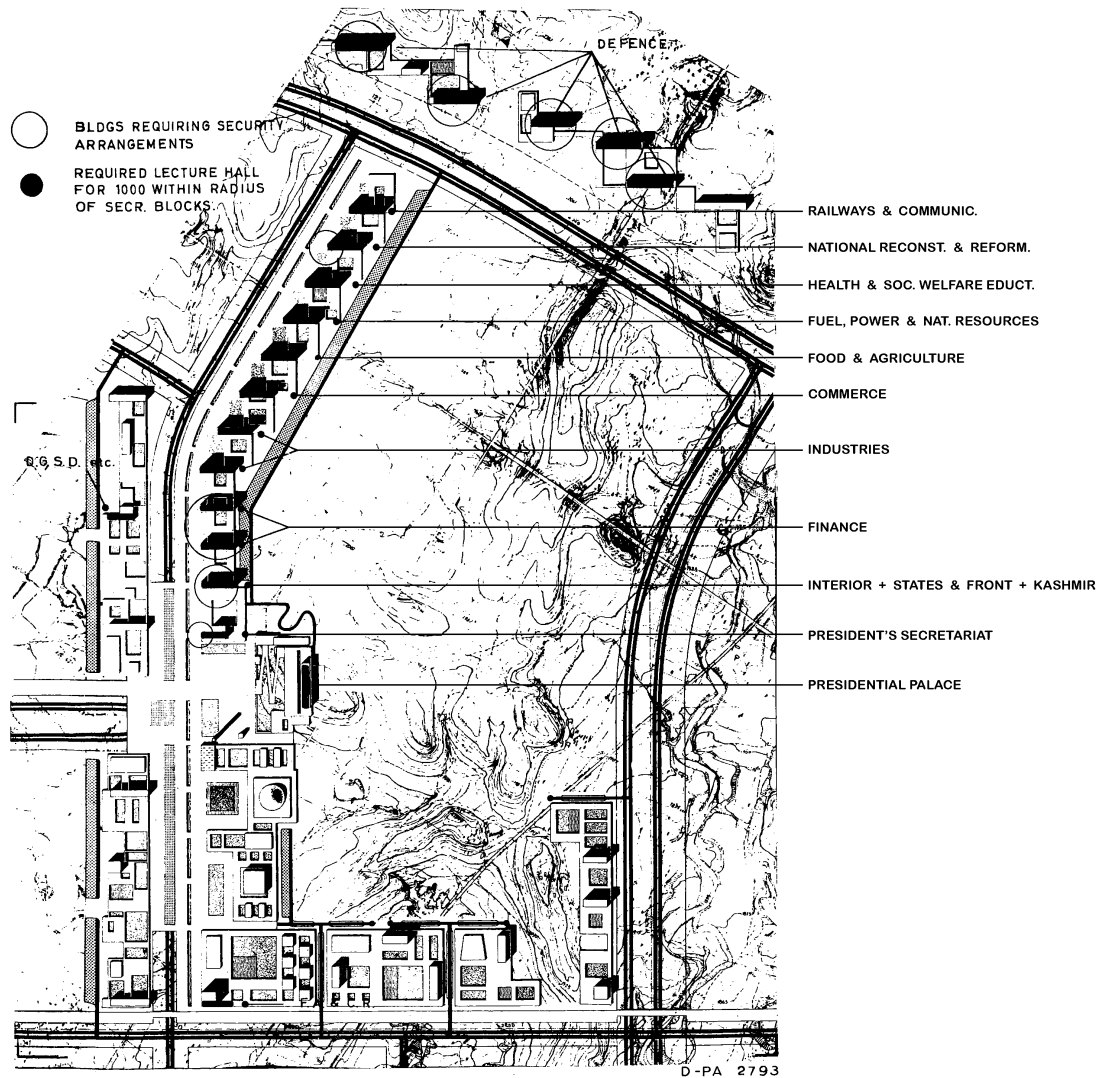 DEFENCE
BLDGS REQUIRING SECURITY
ARRANGEMENTS
REQUIRED LECTURE HALL
FOR 1000 WITHIN RADIUS
OF SECR. BLOCKS.
RAILWAYS & COMMUNIC.
NATIONAL RECONST. & REFORM.
HEALTH & SOC. WELFARE EDUCT.
FUEL, POWER & NAT. RESOURCES
FOOD & AGRICULTURE
COMMERCE
INDUSTRIES
D.G.S.D. etc.
FINANCE
INTERIOR + STATES & FRONT + KASHMIR
PRESIDENT'S SECRETARIAT
PRESIDENTIAL PALACE
D-PA 2793